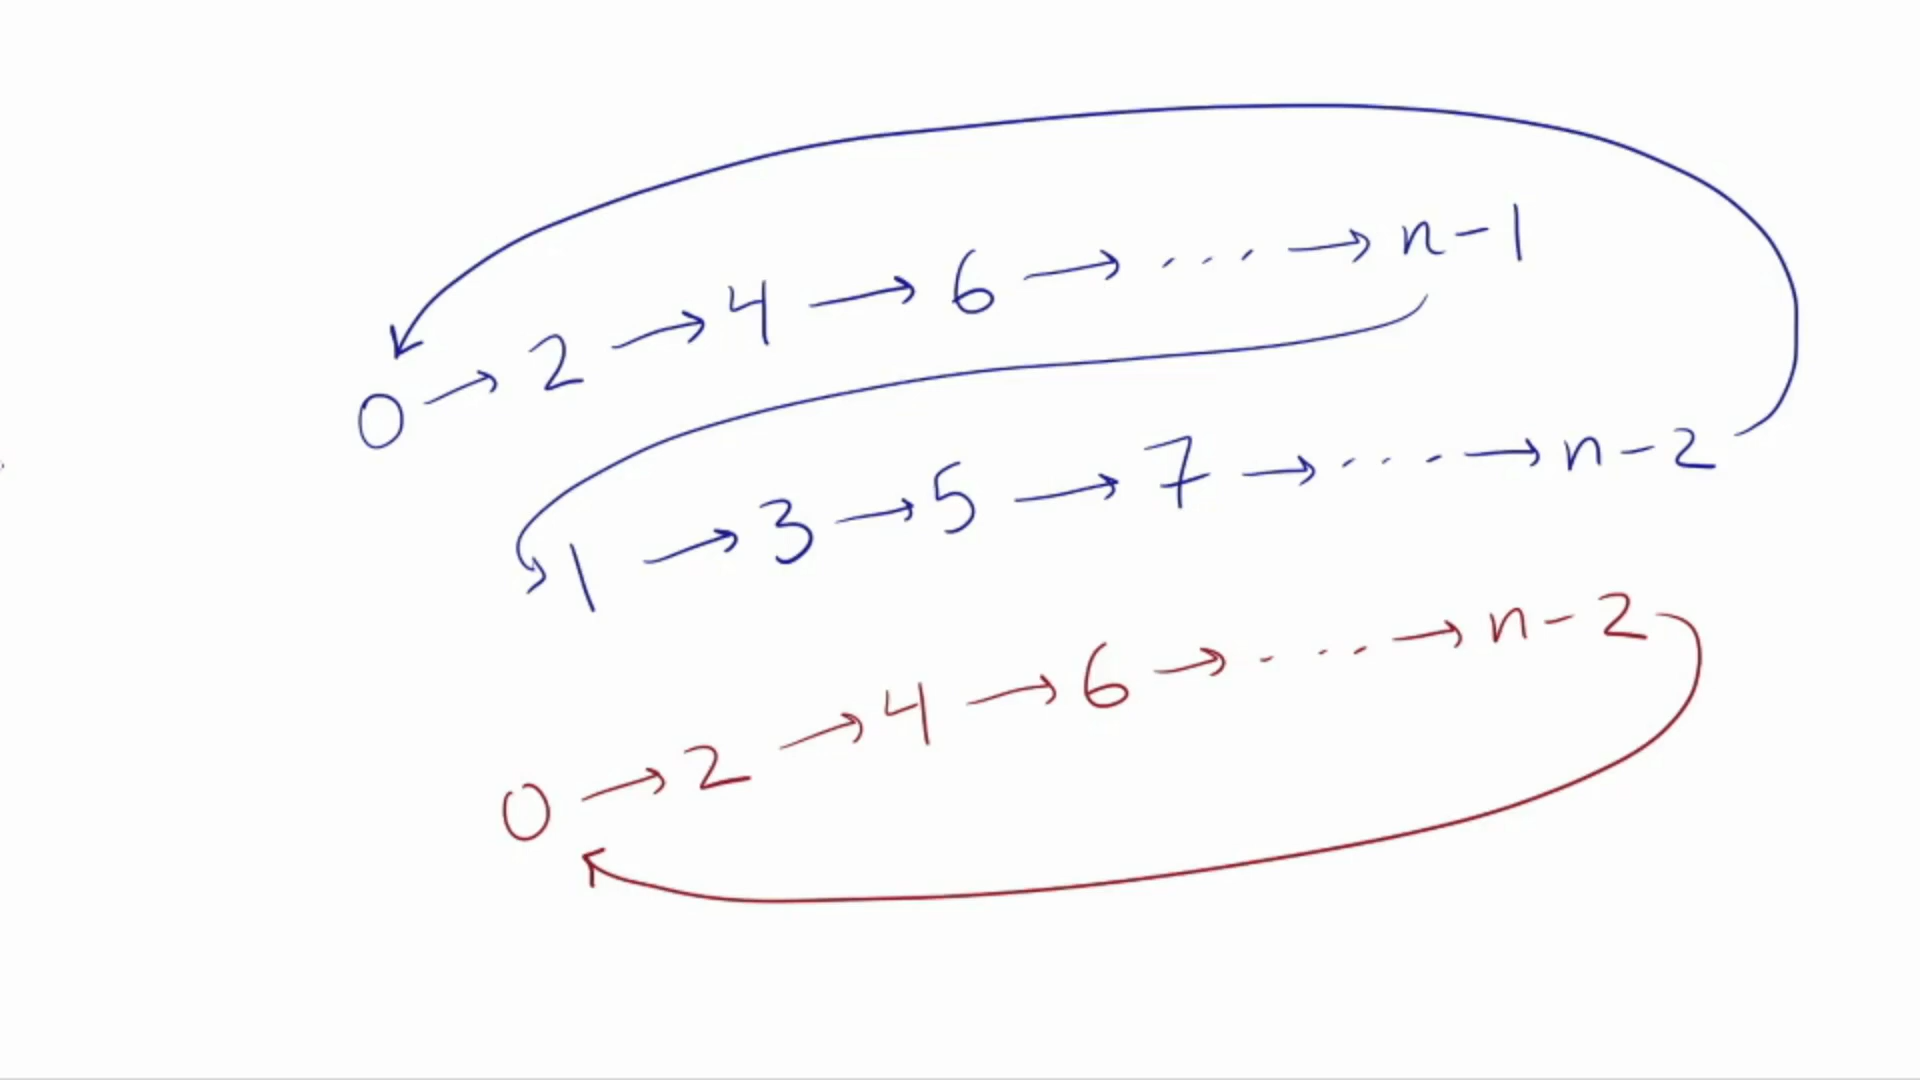 0 → 2 → 4 → 6 → ... → n-1
1 → 3 → 5 → 7 → ... → n-2
0 → 2 → 4 → 6 → ... → n-2